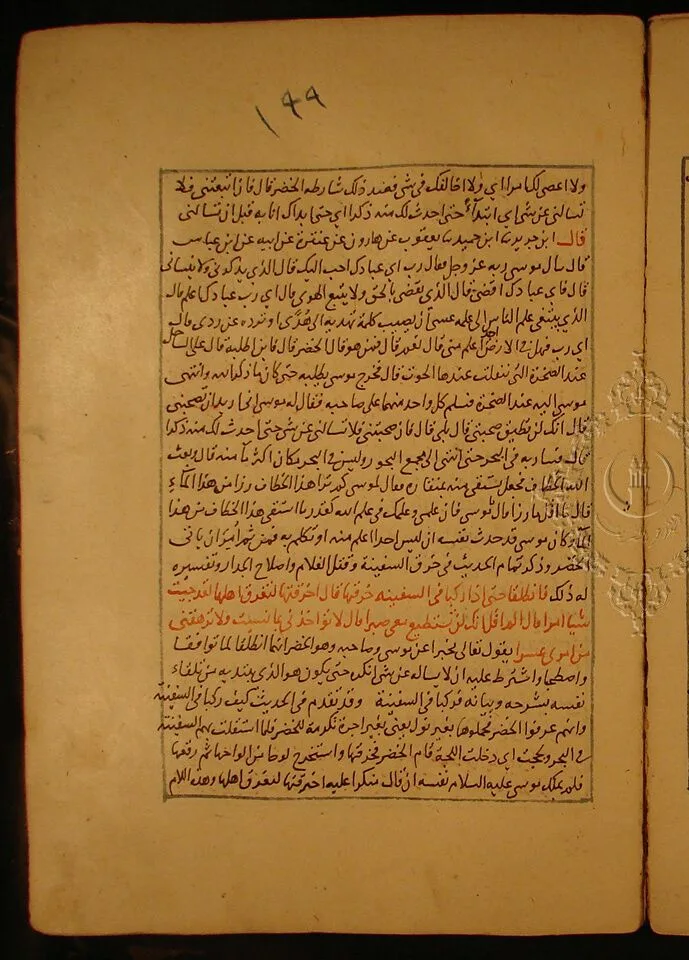 ١٤٤
ولا اعصي لك امرا اي ولا اخالفك في شي فعند ذلك شارطه الخضر قال فان اتبعتني فلا
تسالني عن شي اي ابتداء حتى احدث لك منه ذكرا اي حتى ابداك انا به قبل ان تسالني
قال ابن جرير ثنا ابن حميد ثنا يعقوب عن هارون عن عنترة عن ابيه عن ابن عباس
قال سال موسى ربه عز وجل فقال رب اي عبادك احب اليك قال الذي يذكرني ولا ينساني
قال فاي عبادك اقضى قال الذي يقضي بالحق ولا يتبع الهوى قال اي رب عبادك اعلم قال
الذي يبتغي علم الناس الى علمه عسى ان يصيب كلمة تهديه الى هدى او ترده عن ردى قال
اي رب فهل في الارض احد اعلم مني قال نعم قال فمن هو قال الخضر قال فاين اطلبه قال على الساحل
عند الصخرة التي ينفلت عندها الحوت قال فخرج موسى يطلبه حتى كان ما ذكر الله وانتهى
موسى اليه عند الصخرة فسلم كل واحد منهما على صاحبه فقال له موسى اني اريد ان تصحبني
قال انك لن تطيق صحبتي قال بلى قال فان صحبتني فلا تسالني عن شي حتى احدث لك منه ذكرا
قال فسار به في البحر حتى انتهى الى مجمع البحور وليس في البحر مكان اكثر ماء منه قال وبعث
الله الخطاف فجعل يستقي منه بمنقاره فقال لموسى كم ترا هذا الخطاف رزا من هذا الماء
قال ما اقل ما رزا قال يا موسى فان علمي وعلمك في علم الله كقدر ما استقى هذا الخطاف من هذا
الماء وكان موسى قد حدث نفسه ان ليس احدا اعلم منه او تكلم به فمن ثم امر ان ياتي
الخضر وذكر تمام الحديث في خرق السفينة وقتل الغلام واصلاح الجدار وتفسيره
له ذلك فانطلقا حتى اذا ركبا في السفينه خرقها قال اخرقتها لتغرق اهلها لقد جيت
شيا امرا قال الم اقل انك لن تستطيع معي صبرا قال لا تواخذني بما نسيت ولا ترهقني
من امري عسرا يقول تعالى مخبرا عن موسى وصاحبه وهو الخضر انهما انطلقا لما توافقا
واصطحبا واشترط عليه ان لا يساله عن شي انكره حتى يكون هو الذي يبتديه من تلقاء
نفسه بشرحه وبيانه فركبا في السفينة وقد تقدم في الحديث كيف ركبا في السفينة
وانهم عرفوا الخضر فحملوها بغير نول يعني بغير اجرة تكرمة للخضر فلما استقلت بهم السفينة
في البحر ولججت اي دخلت اللجة قام الخضر فخرقها واستخرج لوحا من الواحها ثم رقعها
فلم يملك موسى عليه السلام نفسه ان قال منكرا عليه اخرقتها لتغرق اهلها وهذه اللام